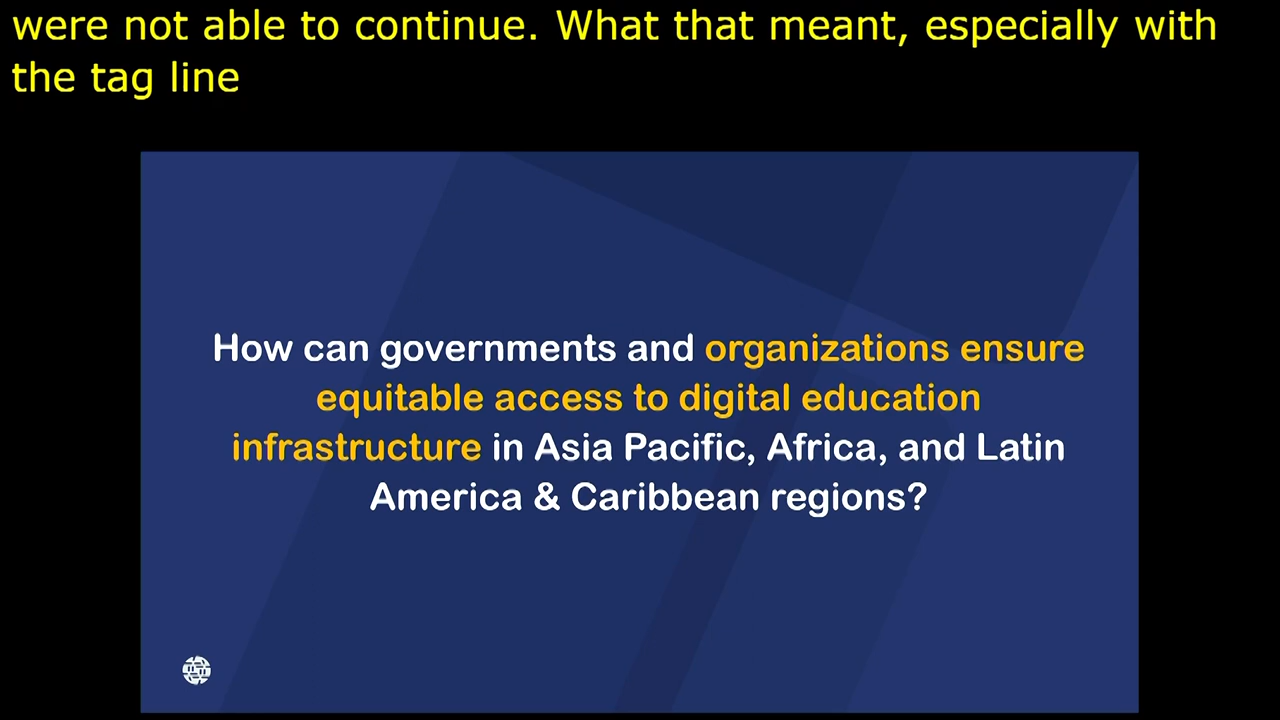 were not able to continue. What that meant, especially with
the tag line
How can governments and organizations ensure
equitable access to digital education
infrastructure in Asia Pacific, Africa, and Latin
America & Caribbean regions?